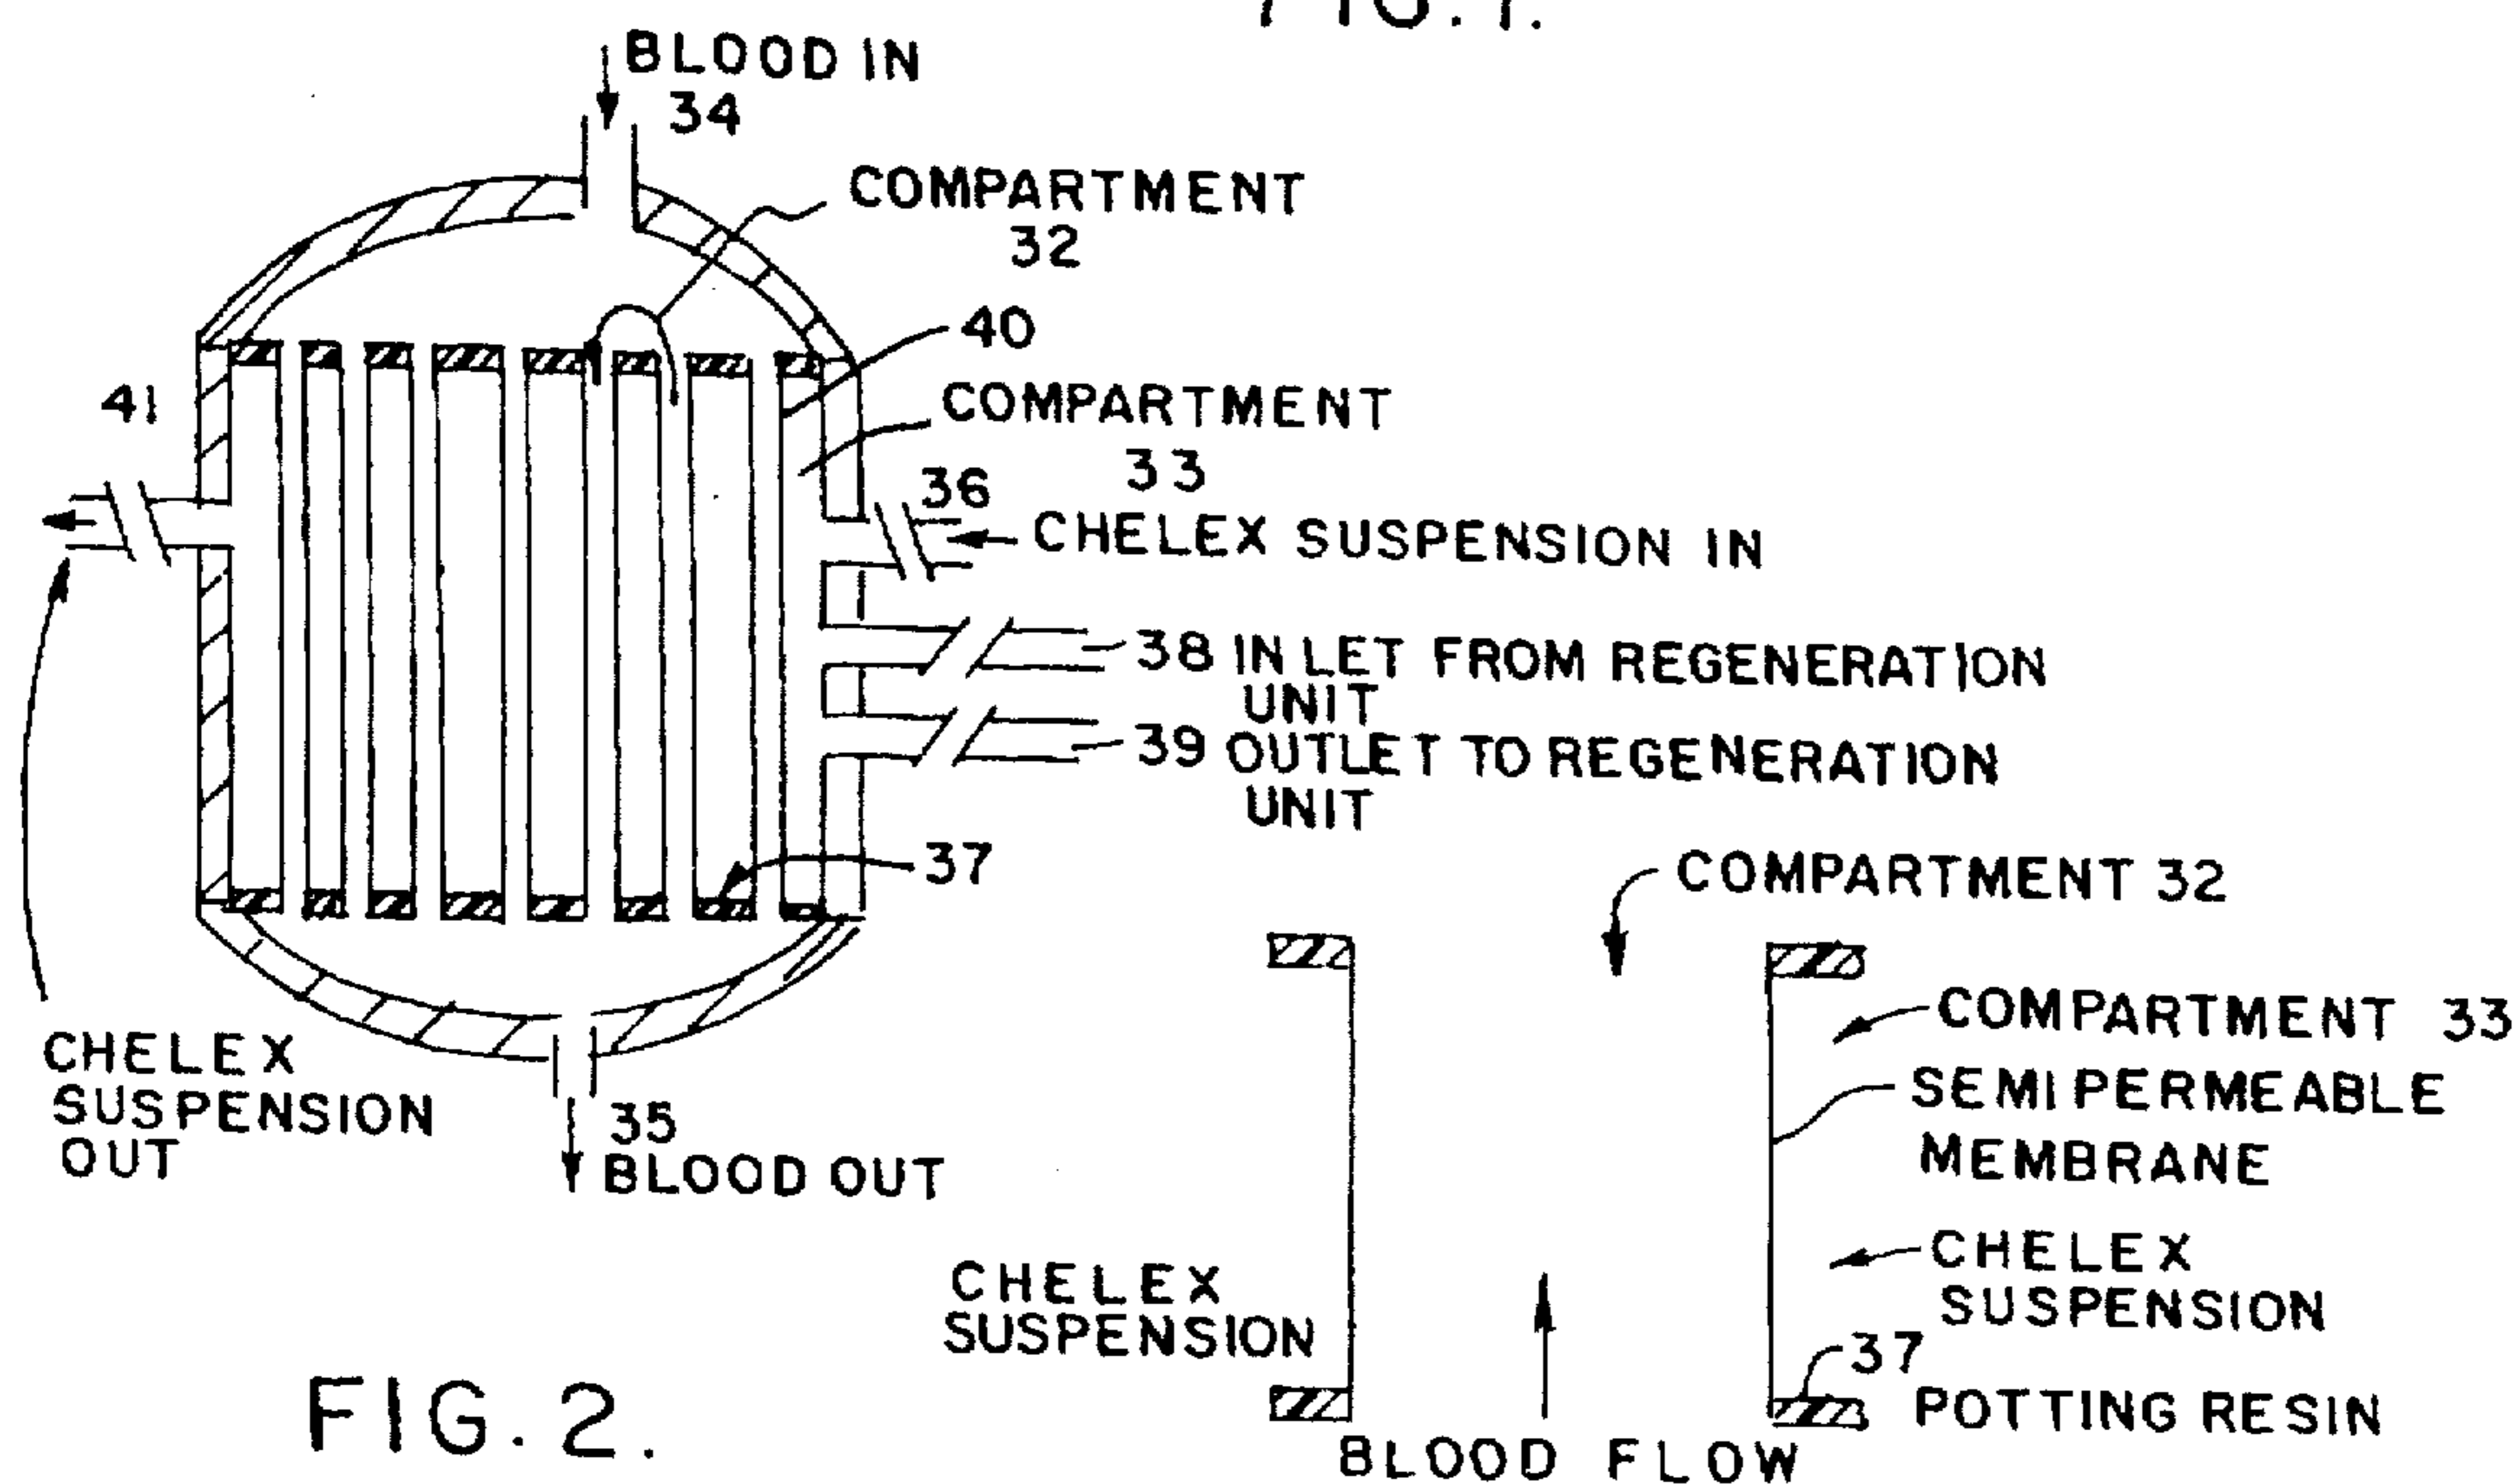 BLOOD IN
34
COMPARTMENT
32
40
COMPARTMENT
33
41
36
CHELEX SUSPENSION IN
38 INLET FROM REGENERATION
UNIT
39 OUTLET TO REGENERATION
UNIT
37
COMPARTMENT 32
COMPARTMENT 33
SEMIPERMEABLE
MEMBRANE
CHELEX
SUSPENSION
OUT
35
BLOOD OUT
CHELEX
SUSPENSION
CHELEX
SUSPENSION
37
POTTING RESIN
BLOOD FLOW
FIG. 2.